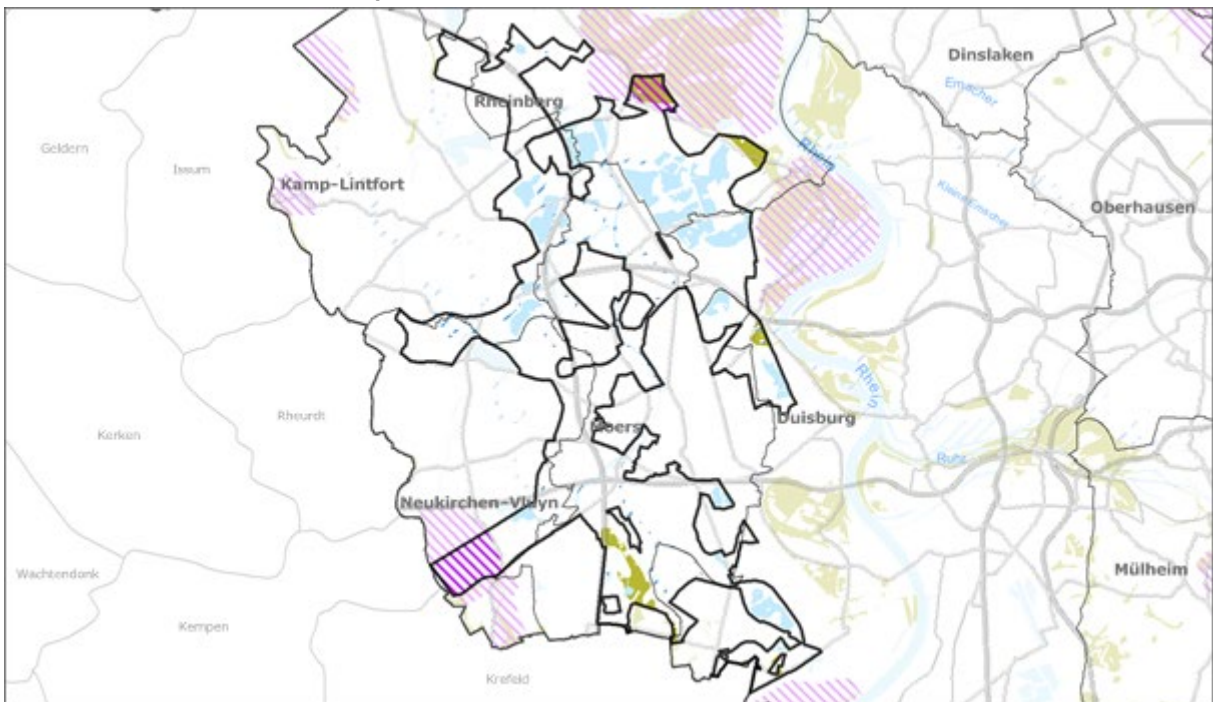 Dinslaken
Emscher
Rheinberg
Rhein
Geldern
Issum
Kamp-Lintfort
Kleine Emscher
Oberhausen
Rhein
Rheurdt
Kerken
Moers
Duisburg
Ruhr
Neukirchen-Vluyn
Wachtendonk
Mülheim
Kempen
Krefeld